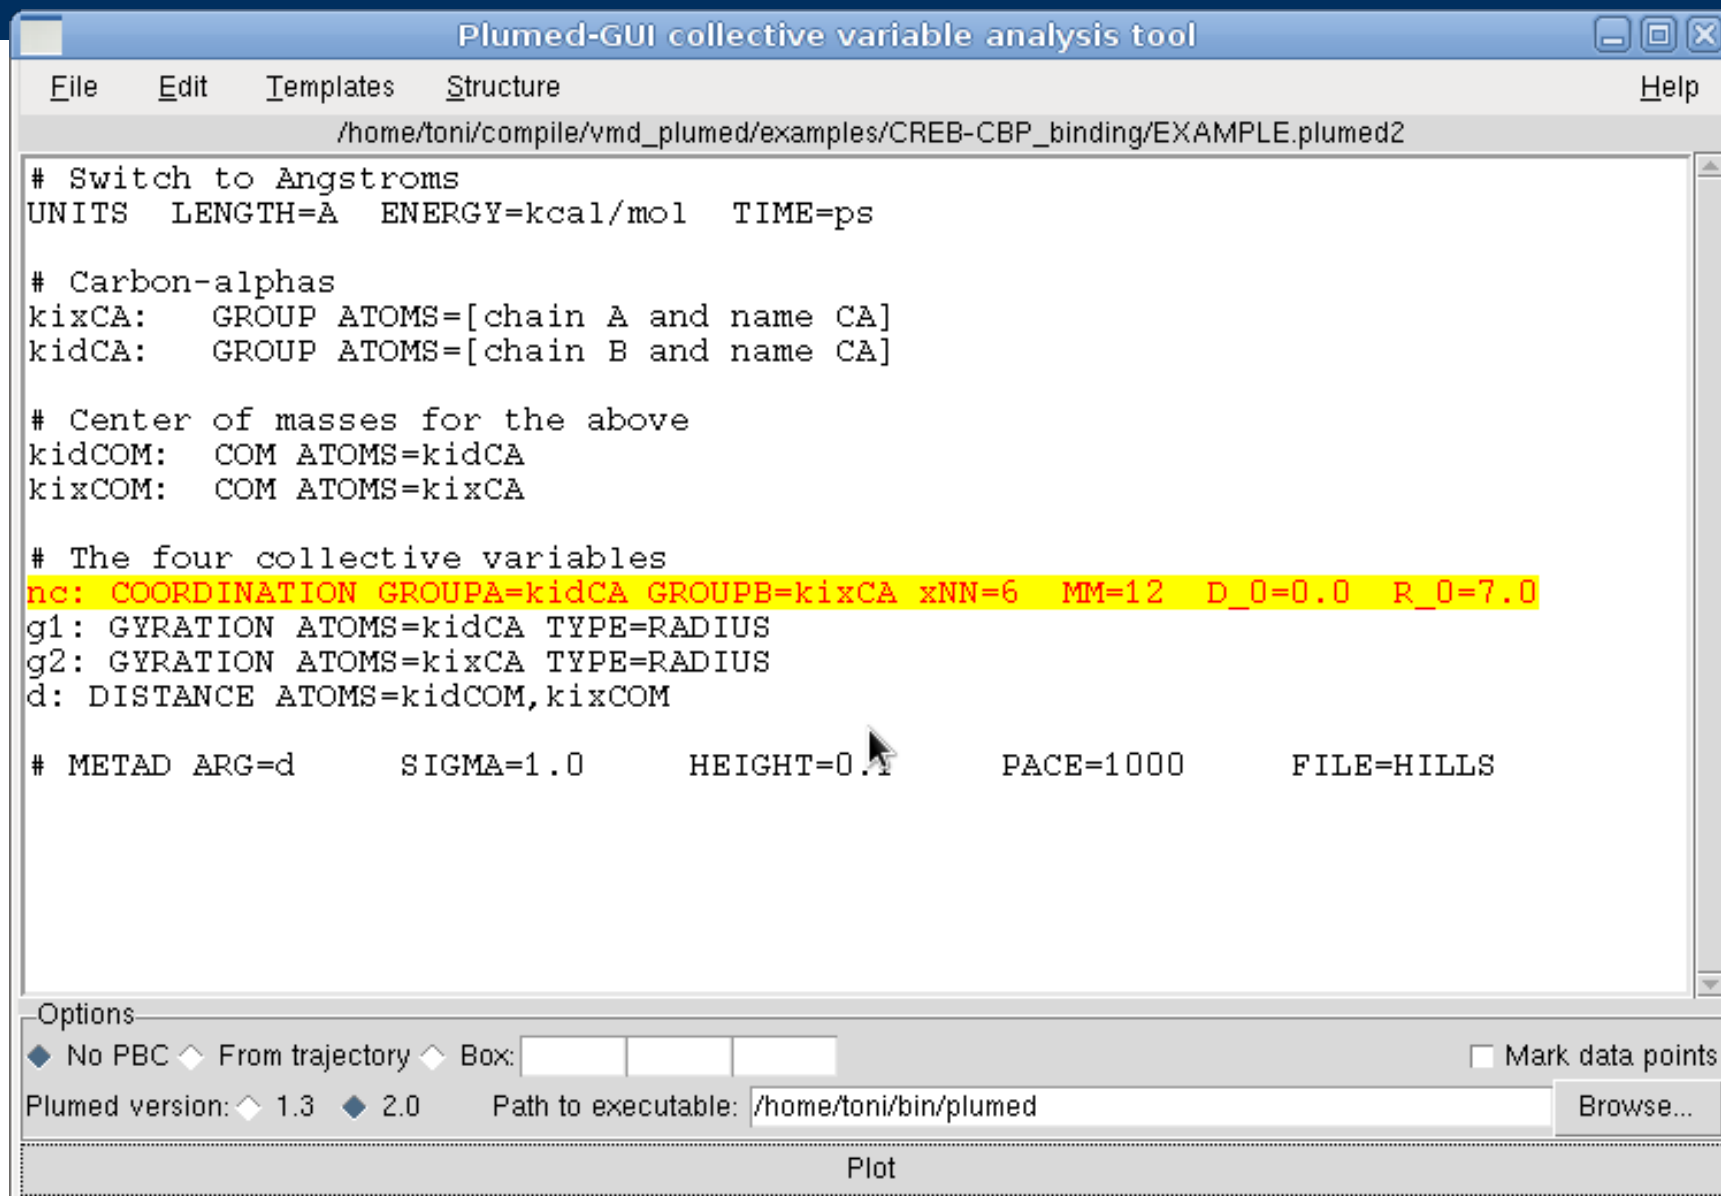 Plumed-GUI collective variable analysis tool
File Edit Templates Structure Help
/home/toni/compile/vmd_plumed/examples/CREB-CBP_binding/EXAMPLE.plumed2
# Switch to Angstroms
UNITS LENGTH=A ENERGY=kcal/mol TIME=ps
# Carbon-alphas
kixCA: GROUP ATOMS=[chain A and name CA]
kidCA: GROUP ATOMS=[chain B and name CA]
# Center of masses for the above
kidCOM: COM ATOMS=kidCA
kixCOM: COM ATOMS=kixCA
# The four collective variables
nc: COORDINATION GROUPA=kidCA GROUPB=kixCA xNN=6 MM=12 D_0=0.0 R_0=7.0
g1: GYRATION ATOMS=kidCA TYPE=RADIUS
g2: GYRATION ATOMS=kixCA TYPE=RADIUS
d: DISTANCE ATOMS=kidCOM,kixCOM
# METAD ARG=d SIGMA=1.0 HEIGHT=0.1 PACE=1000 FILE=HILLS
Options
No PBC From trajectory Box: Mark data points
Plumed version: 1.3 2.0 Path to executable: /home/toni/bin/plumed Browse...
Plot